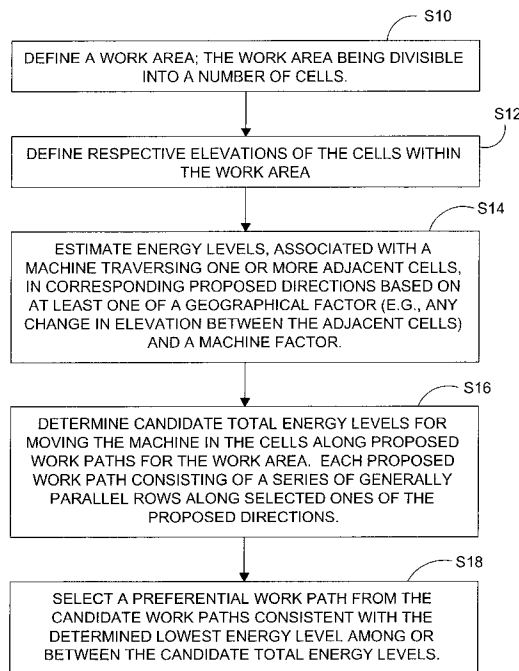 S10
DEFINE A WORK AREA; THE WORK AREA BEING DIVISIBLE
INTO A NUMBER OF CELLS.
S12
DEFINE RESPECTIVE ELEVATIONS OF THE CELLS WITHIN
THE WORK AREA
S14
ESTIMATE ENERGY LEVELS, ASSOCIATED WITH A
MACHINE TRAVERSING ONE OR MORE ADJACENT CELLS,
IN CORRESPONDING PROPOSED DIRECTIONS BASED ON
AT LEAST ONE OF A GEOGRAPHICAL FACTOR (E.G., ANY
CHANGE IN ELEVATION BETWEEN THE ADJACENT CELLS)
AND A MACHINE FACTOR.
S16
DETERMINE CANDIDATE TOTAL ENERGY LEVELS FOR
MOVING THE MACHINE IN THE CELLS ALONG PROPOSED
WORK PATHS FOR THE WORK AREA. EACH PROPOSED
WORK PATH CONSISTING OF A SERIES OF GENERALLY
PARALLEL ROWS ALONG SELECTED ONES OF THE
PROPOSED DIRECTIONS.
S18
SELECT A PREFERENTIAL WORK PATH FROM THE
CANDIDATE WORK PATHS CONSISTENT WITH THE
DETERMINED LOWEST ENERGY LEVEL AMONG OR
BETWEEN THE CANDIDATE TOTAL ENERGY LEVELS.